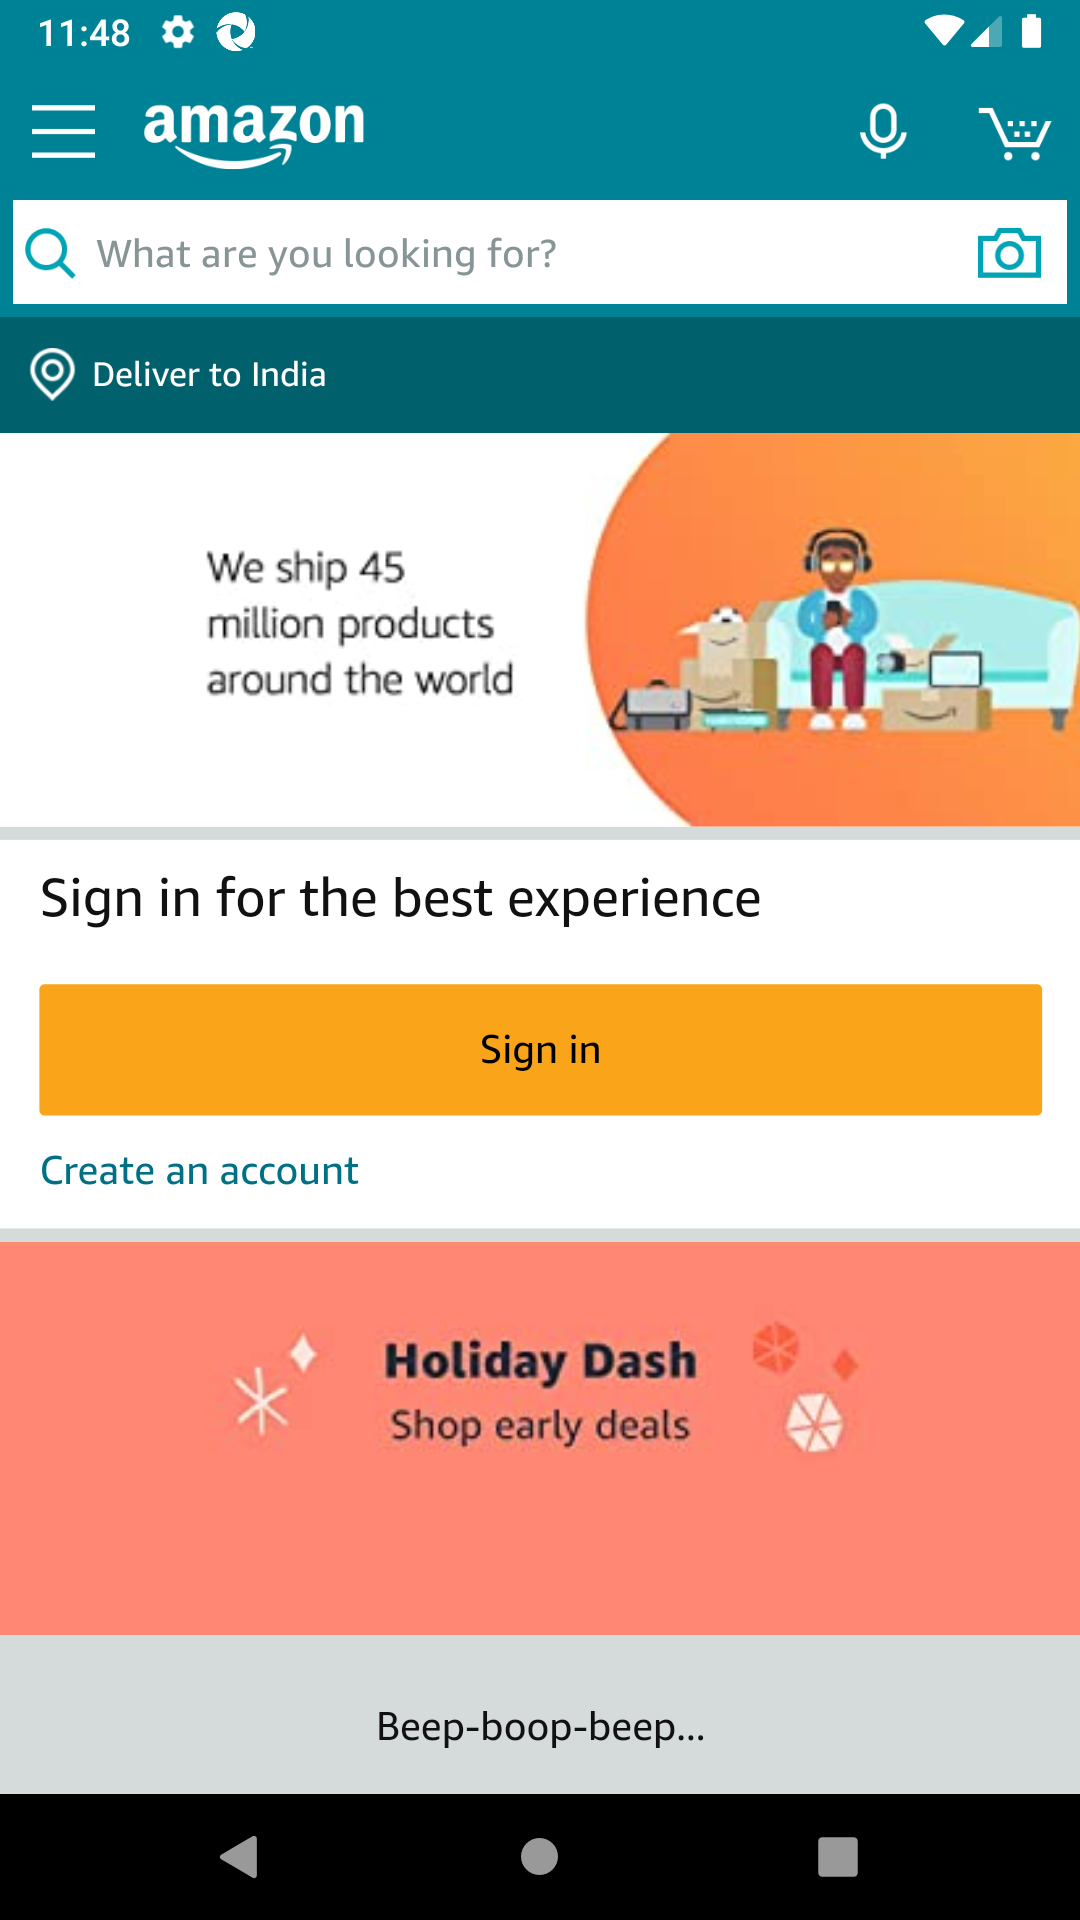 11:48
amazon
What are you looking for?
Deliver to India
We ship 45
million products
around the world
Sign in for the best experience
Sign in
Create an account
Holiday Dash
Shop early deals
Beep-boop-beep...